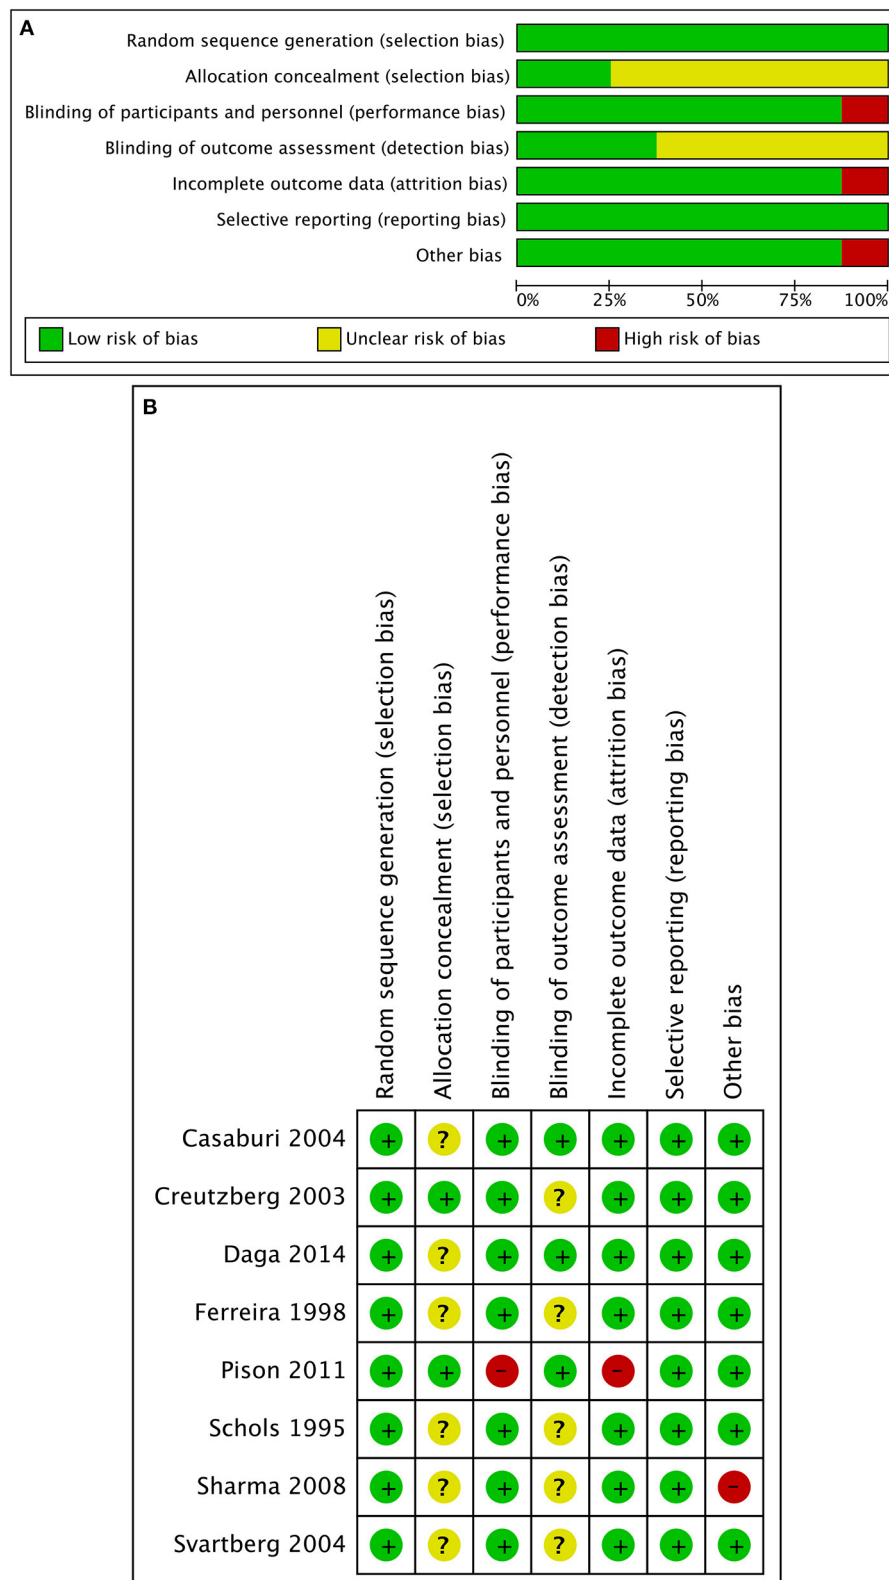 A
Random sequence generation (selection bias)
Allocation concealment (selection bias)
Blinding of participants and personnel (performance bias)
Blinding of outcome assessment (detection bias)
Incomplete outcome data (attrition bias)
Selective reporting (reporting bias)
Other bias
0% 25% 50% 75% 100%
Low risk of bias Unclear risk of bias High risk of bias
B
Random sequence generation (selection bias)
Allocation concealment (selection bias)
Blinding of participants and personnel (performance bias)
Blinding of outcome assessment (detection bias)
Incomplete outcome data (attrition bias)
Selective reporting (reporting bias)
Other bias
Casaburi 2004 + ? + + + + +
Creutzberg 2003 + + + ? + + +
Daga 2014 + ? + + + + +
Ferreira 1998 + ? + ? + + +
Pison 2011 + + - + - + +
Schols 1995 + ? + ? + + +
Sharma 2008 + ? + ? + + -
Svartberg 2004 + ? + ? + + +